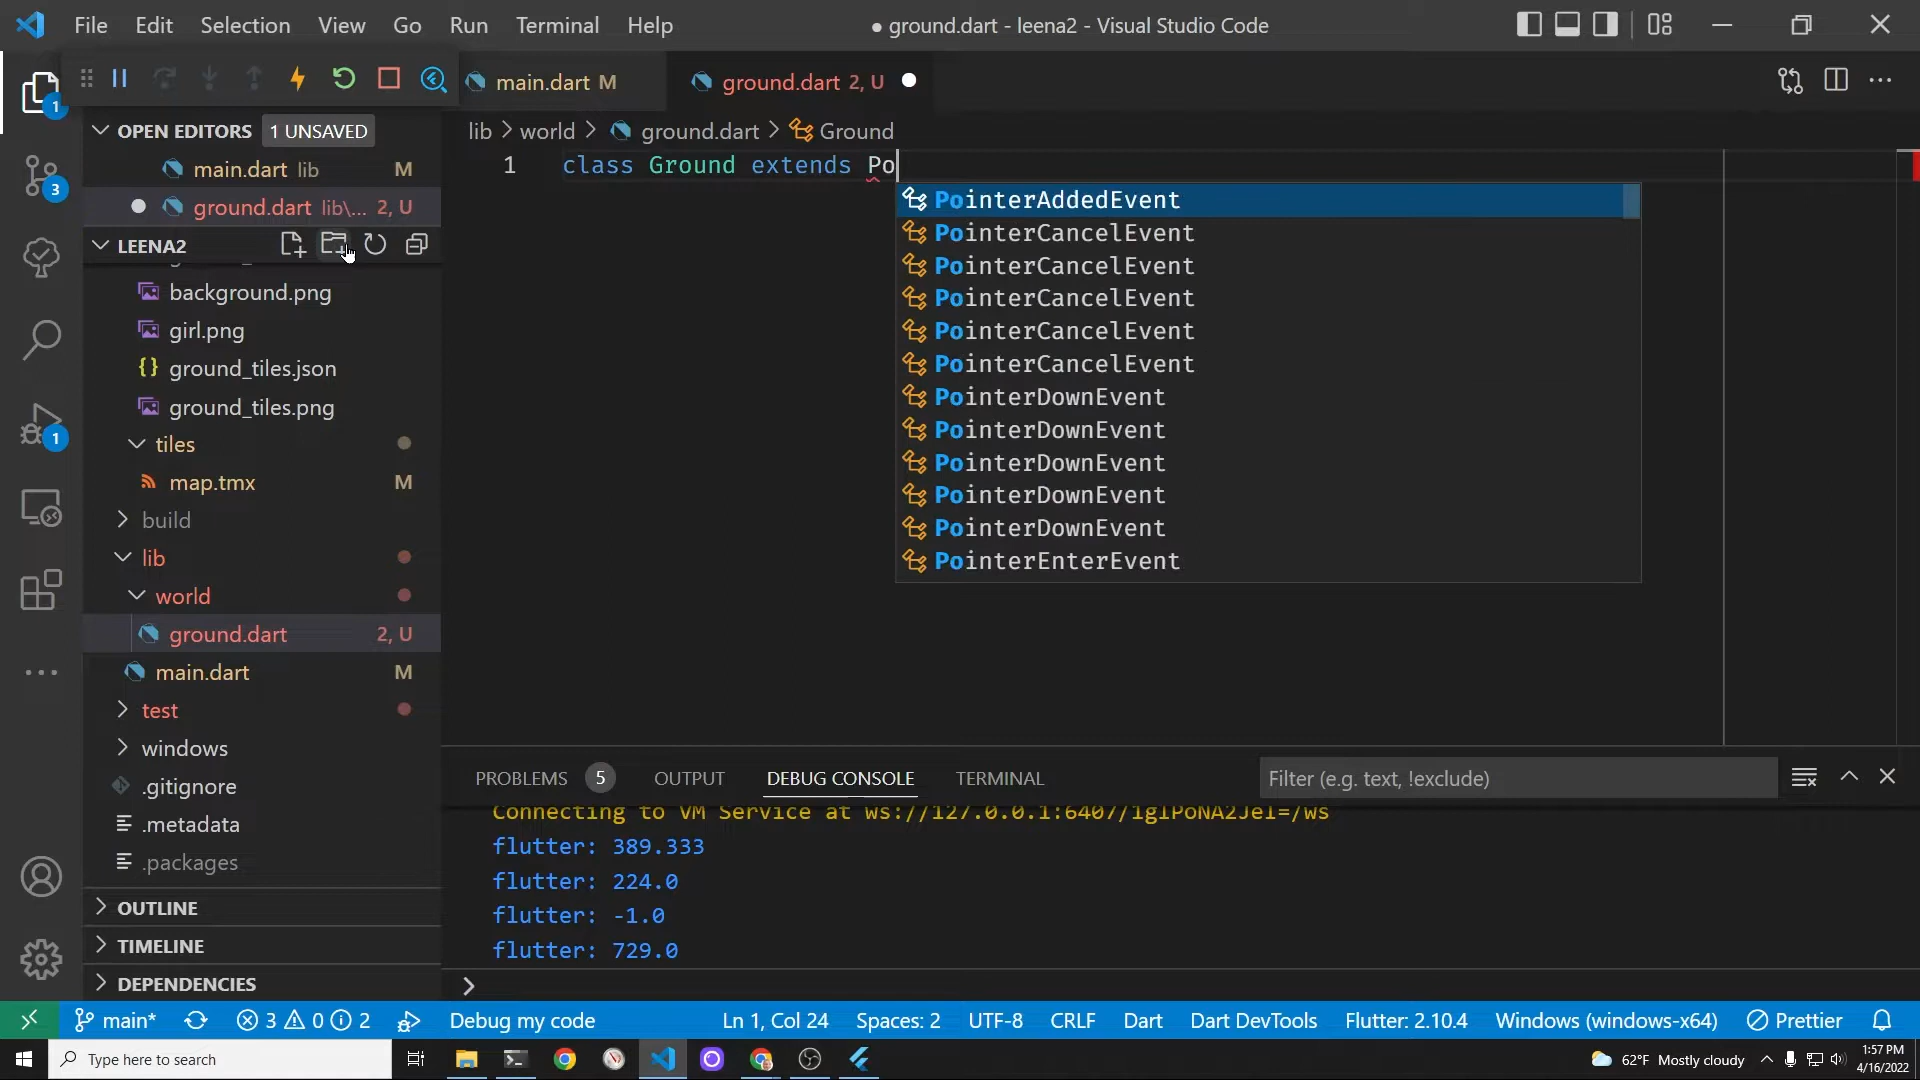 File Edit Selection View Go Run Terminal Help
● ground.dart - leena2 - Visual Studio Code
main.dart M
ground.dart 2, U
OPEN EDITORS 1 UNSAVED
main.dart lib M
ground.dart lib\... 2, U
LEENA2
background.png
girl.png
ground_tiles.json
ground_tiles.png
tiles
map.tmx M
build
lib
world
ground.dart 2, U
main.dart M
test
windows
.gitignore
.metadata
.packages
OUTLINE
TIMELINE
DEPENDENCIES
1
3
1
lib > world > ground.dart > Ground
1 class Ground extends Po
PointerAddedEvent
PointerCancelEvent
PointerCancelEvent
PointerCancelEvent
PointerCancelEvent
PointerCancelEvent
PointerDownEvent
PointerDownEvent
PointerDownEvent
PointerDownEvent
PointerDownEvent
PointerEnterEvent
PROBLEMS 5 OUTPUT DEBUG CONSOLE TERMINAL
Filter (e.g. text, !exclude)
flutter: 389.333
flutter: 224.0
flutter: -1.0
flutter: 729.0
main* 3 0 2 Debug my code Ln 1, Col 24 Spaces: 2 UTF-8 CRLF Dart Dart DevTools Flutter: 2.10.4 Windows (windows-x64) Prettier
Type here to search
62°F Mostly cloudy
1:57 PM
4/16/2022